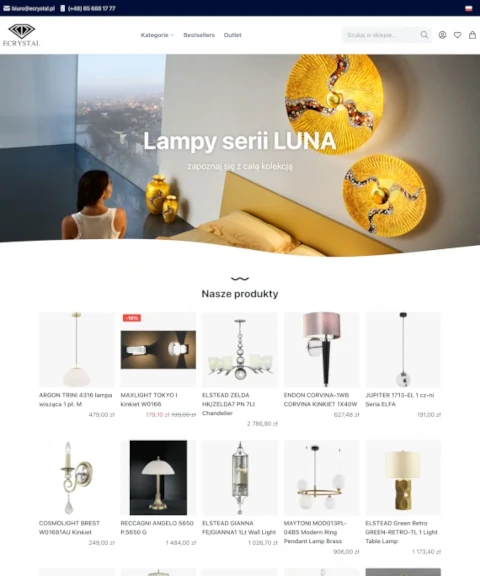 biuro@ecrystal.pl (+48) 85 688 17 77
ECRYSTAL
Kategorie Bestsellers Outlet
Szukaj w sklepie...
Lampy serii LUNA
zapoznaj się z całą kolekcją
Nasze produkty
ARGON TRINI 4316 lampa
wisząca 1 pł. M
479,00 zł
-10%
MAXLIGHT TOKYO I
kinkiet W0166
179,10 zł 199,00 zł
ELSTEAD ZELDA
HK/ZELDA7 PN 7Lt
Chandelier
2 786,90 zł
ENDON CORVINA-1WB
CORVINA KINKIET 1X40W
627,48 zł
JUPITER 1713-EL 1 cz-ni
Seria ELFA
191,00 zł
COSMOLIGHT BREST
W01681AU Kinkiet
249,00 zł
RECCAGNI ANGELO 5650
P.5650 G
1 484,00 zł
ELSTEAD GIANNA
FE/GIANNA1 1Lt Wall Light
1 026,70 zł
MAYTONI MOD013PL-
04BS Modern Ring
Pendant Lamp Brass
906,00 zł
ELSTEAD Green Retro
GREEN-RETRO-TL 1 Light
Table Lamp
1 173,40 zł